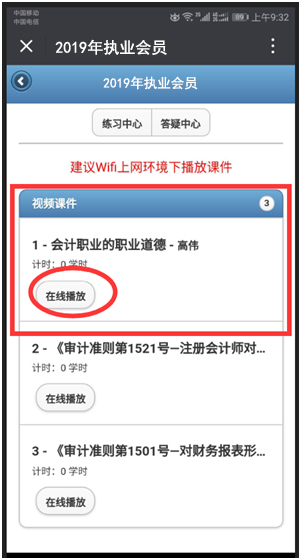 中国移动
中国电信
上午9:32
2019年执业会员
2019年执业会员
练习中心 答疑中心
建议Wifi上网环境下播放课件
视频课件 3
1 - 会计职业的职业道德 - 高伟
计时：0 学时
在线播放
2 - 《审计准则第1521号—注册会计师对...
计时：0 学时
在线播放
3 - 《审计准则第1501号—对财务报表形...
计时：0 学时
在线播放